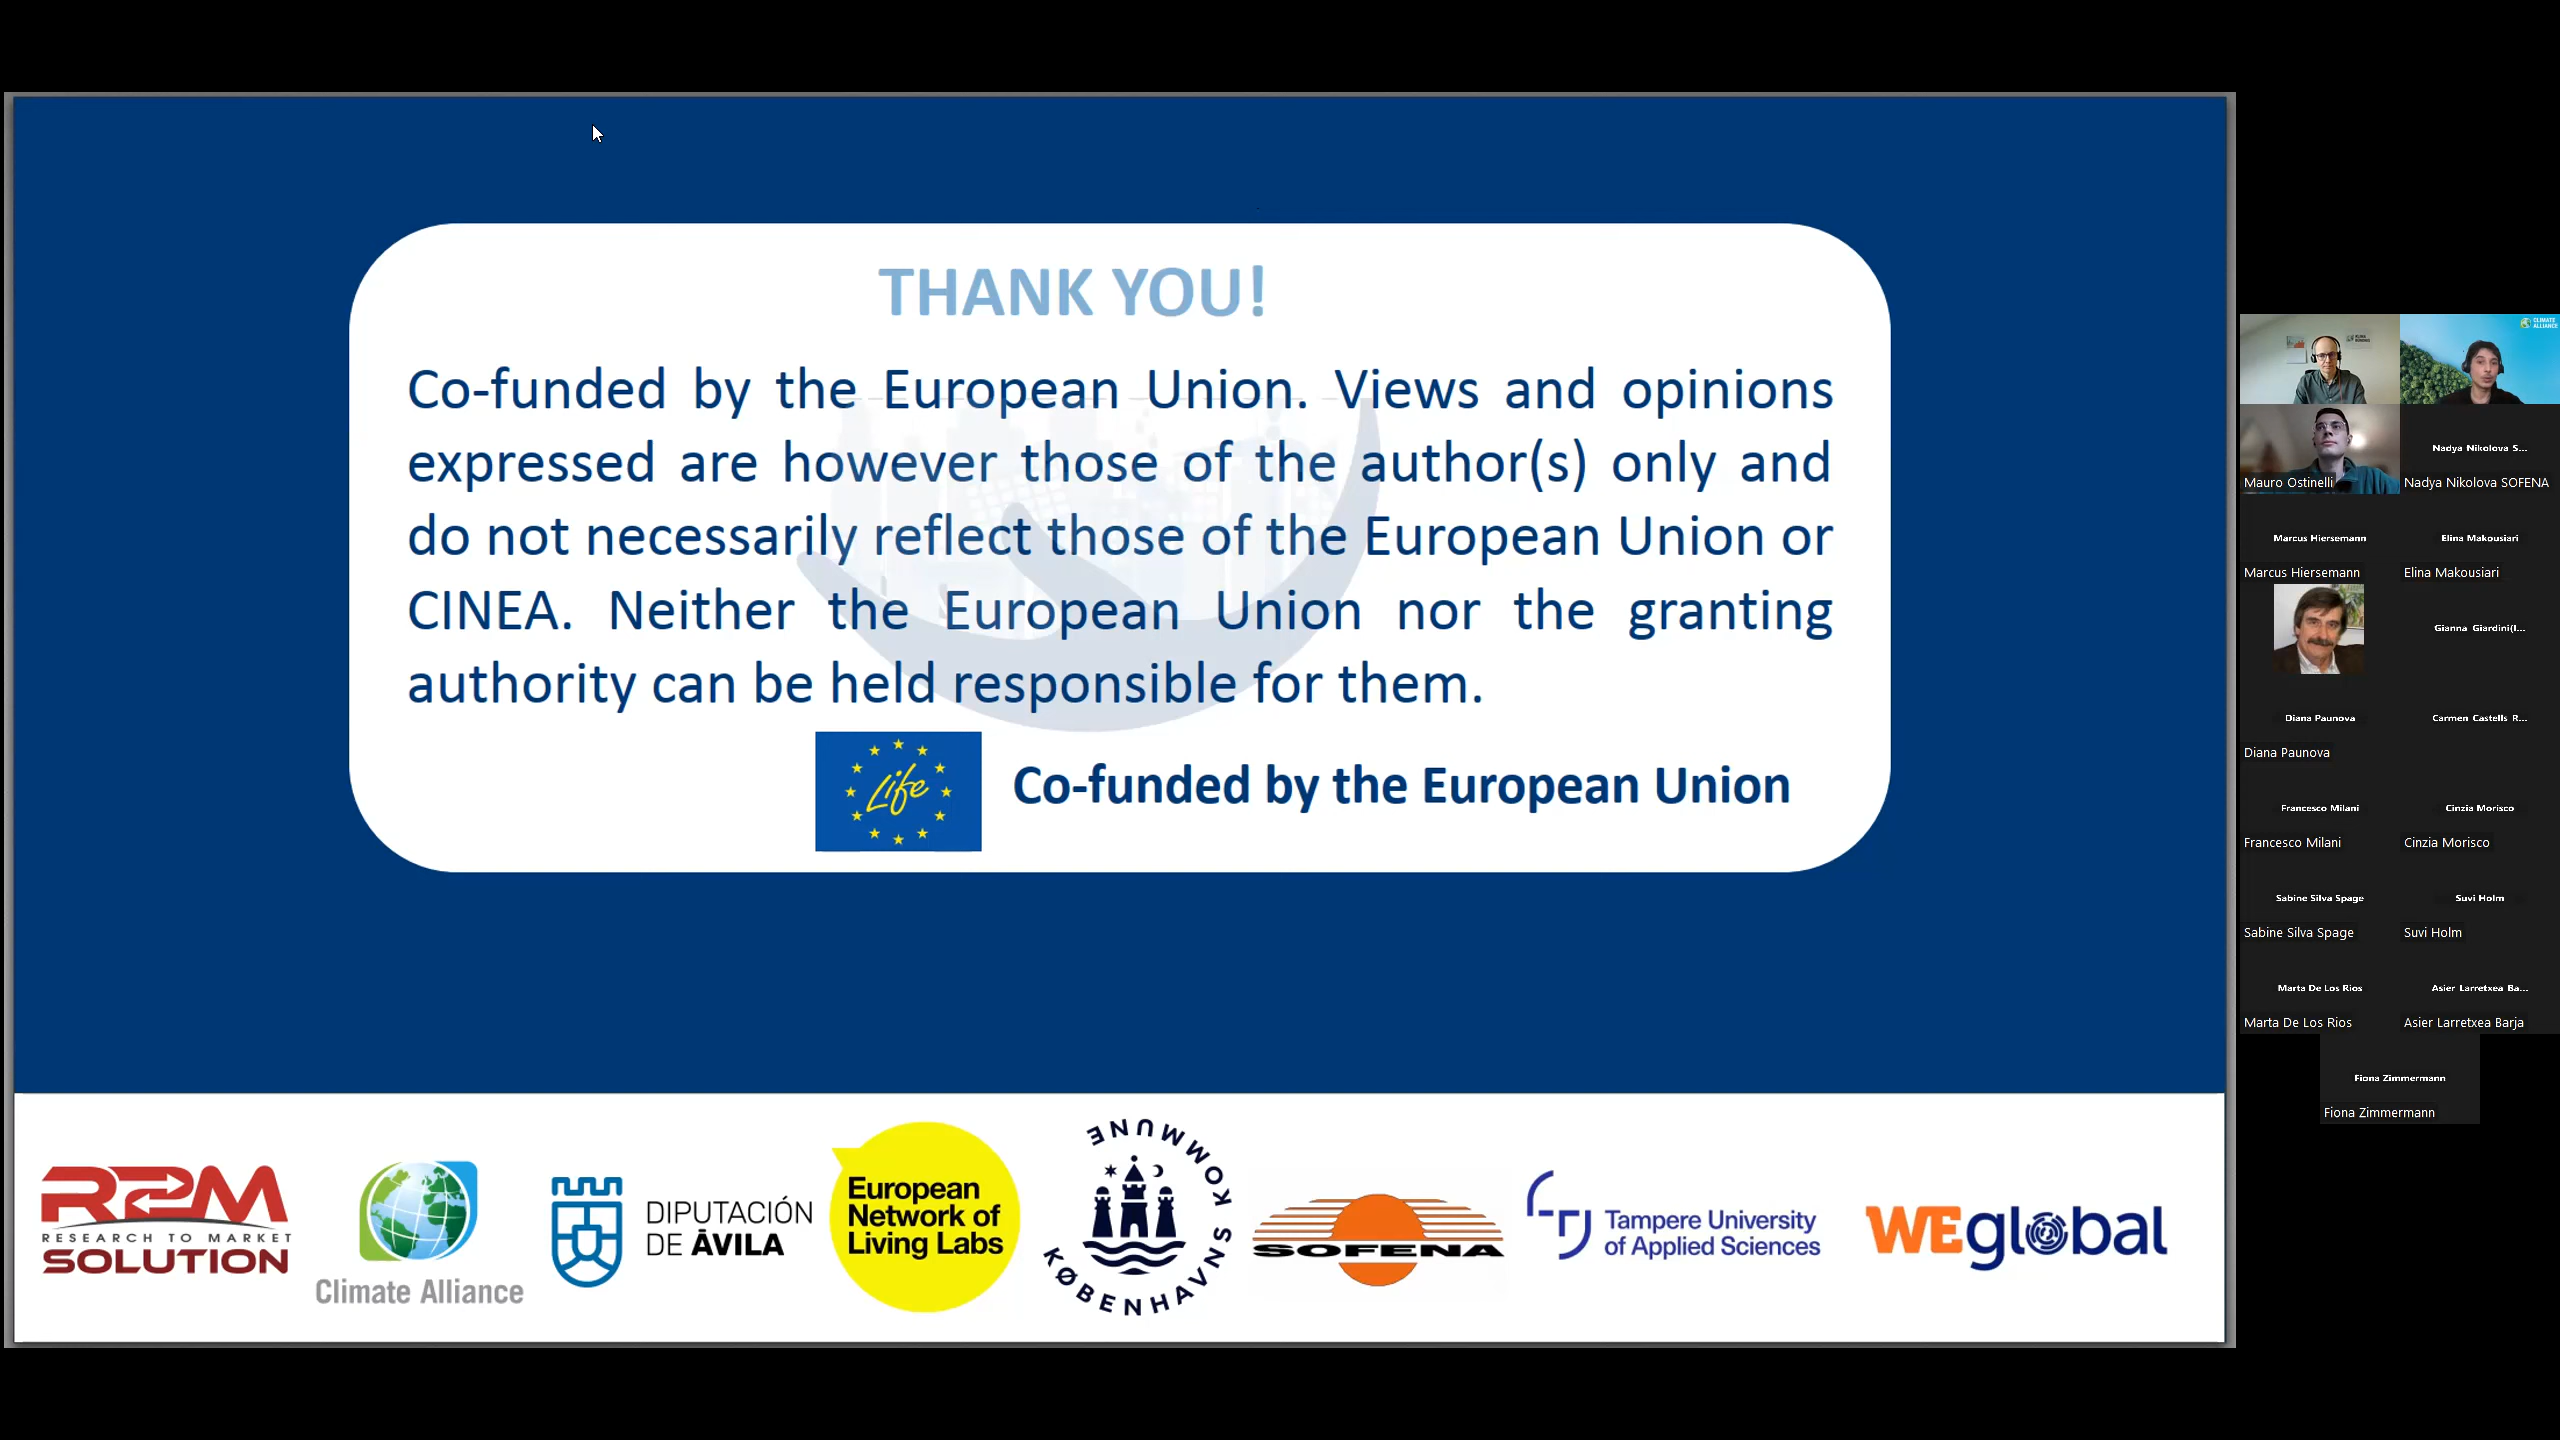 THANK YOU!
Co-funded by the European Union. Views and opinions
expressed are however those of the author(s) only and
do not necessarily reflect those of the European Union or
CINEA. Neither the European Union nor the granting
authority can be held responsible for them.
Life
Co-funded by the European Union
R2M
RESEARCH TO MARKET
SOLUTION
Climate Alliance
DIPUTACIÓN
DE ÁVILA
European
Network of
Living Labs
KØBENHAVNS KOMMUNE
SOFENA
Tampere University
of Applied Sciences
WEglobal
CLIMATE
ALLIANCE
Mauro Ostinelli
Nadya Nikolova S...
Nadya Nikolova SOFENA
Marcus Hiersemann
Marcus Hiersemann
Elina Makousiari
Elina Makousiari
Gianna Giardini(I...
Diana Paunova
Diana Paunova
Carmen Castells R...
Francesco Milani
Francesco Milani
Cinzia Morisco
Cinzia Morisco
Sabine Silva Spage
Sabine Silva Spage
Suvi Holm
Suvi Holm
Marta De Los Rios
Marta De Los Rios
Asier Larretxea Ba...
Asier Larretxea Barja
Fiona Zimmermann
Fiona Zimmermann